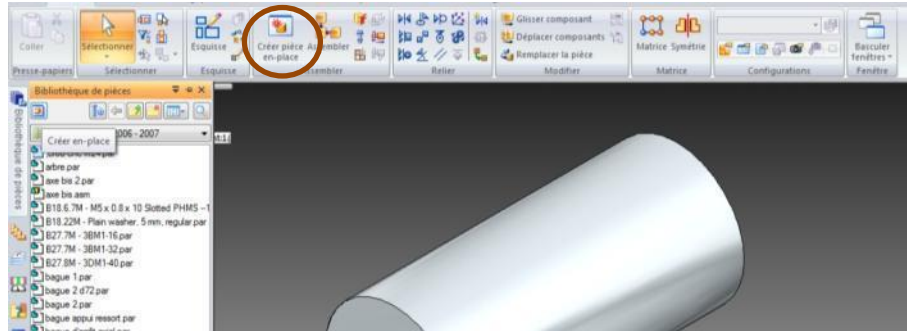 Coller
Sélectionner
Esquisse
Créer pièce en-place
Assembler
Glisser composant
Déplacer composants
Remplacer la pièce
Matrice Symétrie
Basculer fenêtres
Presse-papiers
Sélectionner
Esquisse
Assembler
Relier
Modifier
Matrice
Configurations
Fenêtre
Bibliothèque de pièces
Bibliothèque de pièces
2006 - 2007
Créer en-place
arbre.par
axe bis 2.par
axe bis.asm
B18.6.7M - M5 x 0.8 x 10 Slotted PHMS --1
B18.22M - Plain washer, 5 mm, regular.par
B27.7M - 3BM1-16.par
B27.7M - 3BM1-32.par
B27.8M - 3DM1-40.par
bague 1.par
bague 2 d72.par
bague 2.par
bague appui ressort.par